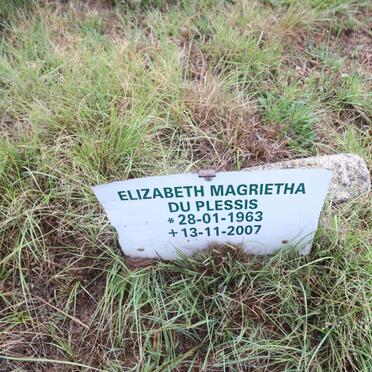 ELIZABETH MAGRIETHA
DU PLESSIS
* 28-01-1963
+ 13-11-2007